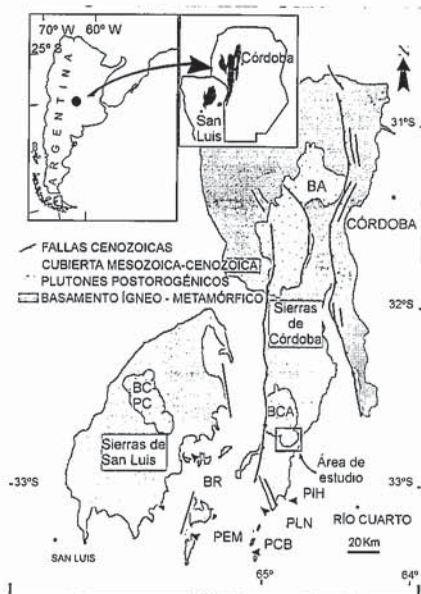 70° W 60°
25°S
ARGENTINA
Córdoba
San
Luis
N
31°S
BA
CÓRDOBA
FALLAS CENOZOICAS
CUBIERTA MESOZOICA-CENOZOICA
PLUTONES POSTOROGÉNICOS
BASAMENTO ÍGNEO - METAMÓRFICO
32°S
Sierras
de
Córdoba
BC
PC
BCA
Sierras de
San Luis
Área de
estudio
-33°S
BR
33°S
PIH
PLN
RÍO CUARTO
PEM
PCB
SAN LUIS
20 Km
65°
64°